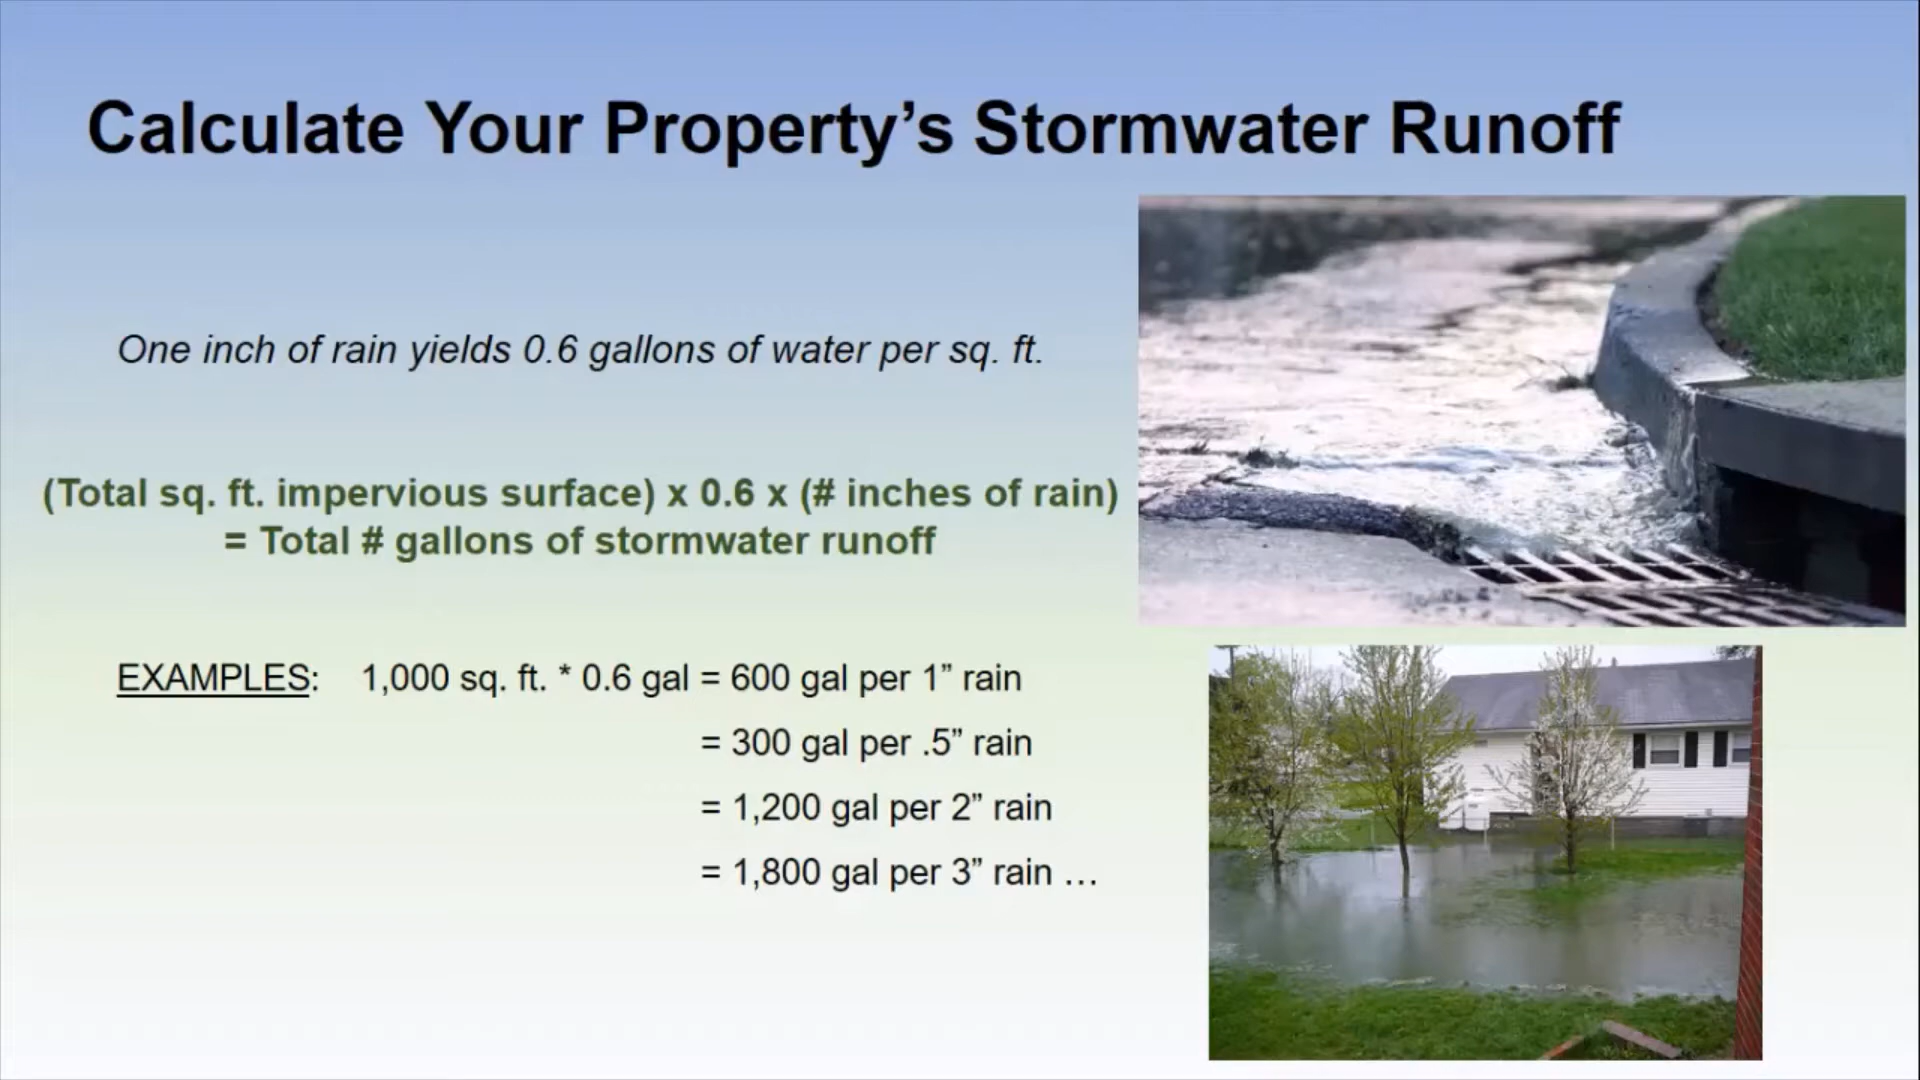 Calculate Your Property’s Stormwater Runoff
One inch of rain yields 0.6 gallons of water per sq. ft.
(Total sq. ft. impervious surface) x 0.6 x (# inches of rain)
= Total # gallons of stormwater runoff
EXAMPLES: 1,000 sq. ft. * 0.6 gal = 600 gal per 1” rain
= 300 gal per .5” rain
= 1,200 gal per 2” rain
= 1,800 gal per 3” rain …